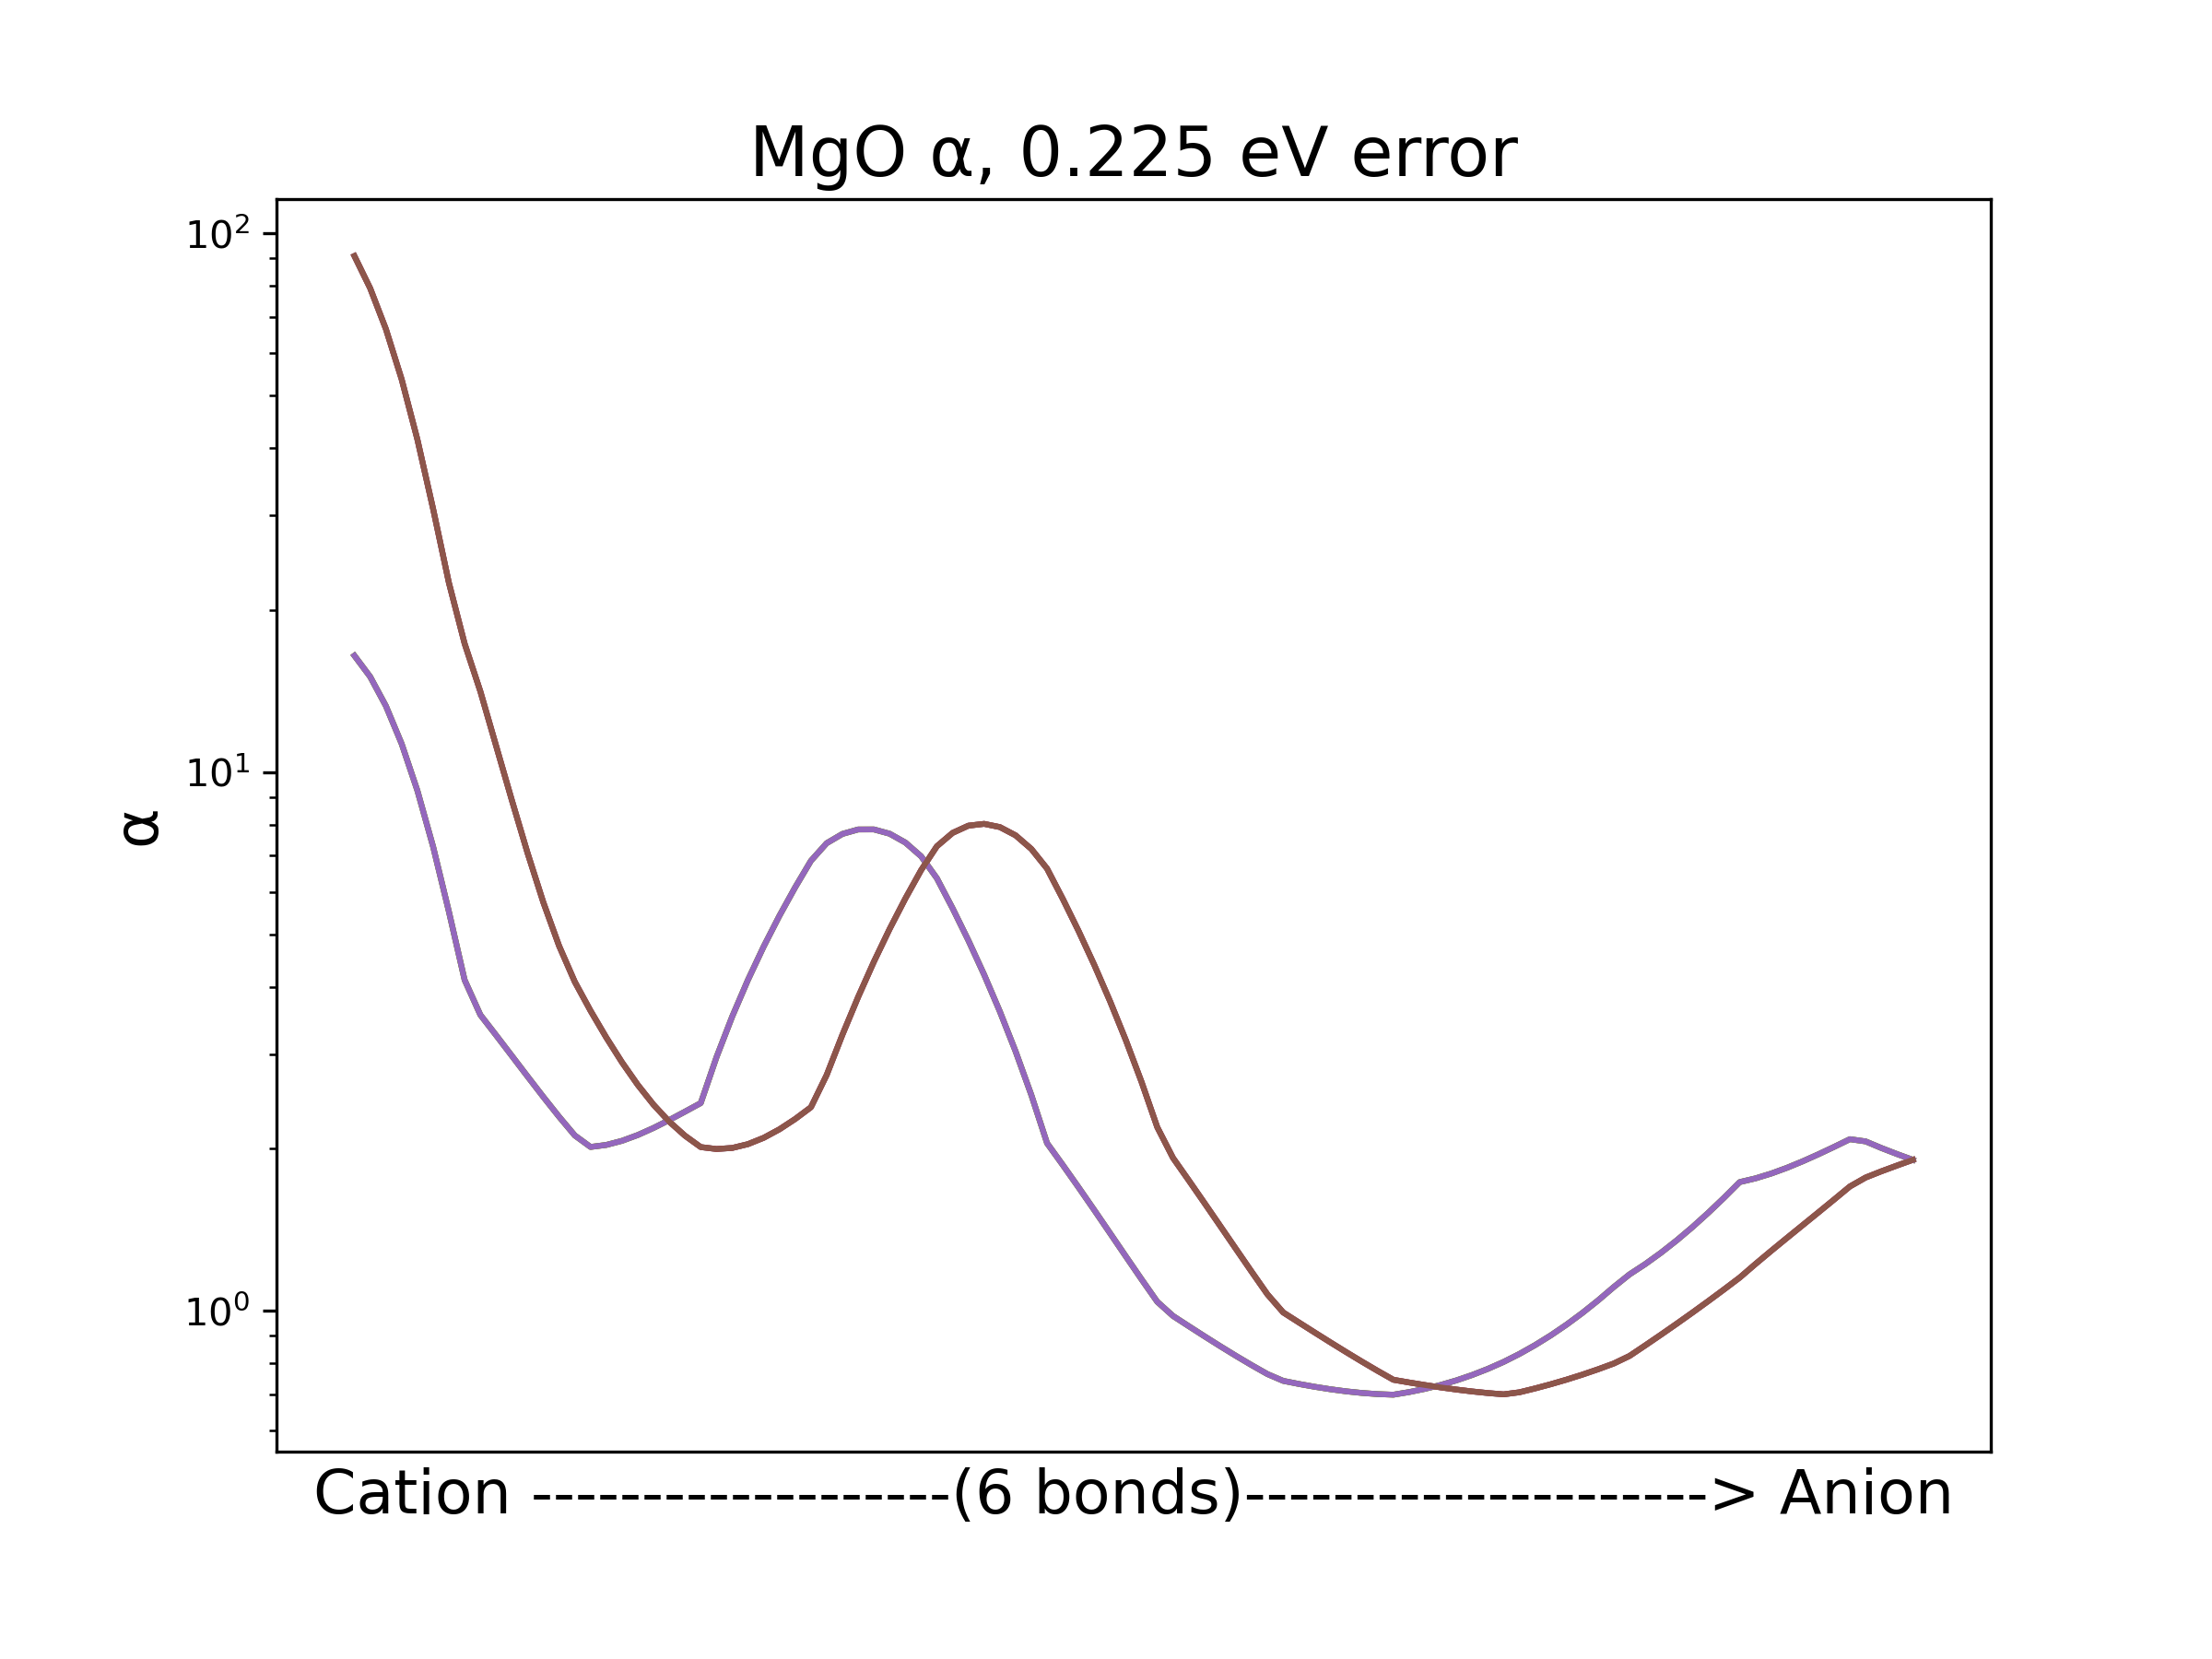 MgO α, 0.225 eV error
10²
10¹
10⁰
α
Cation -------------------(6 bonds)---------------------> Anion